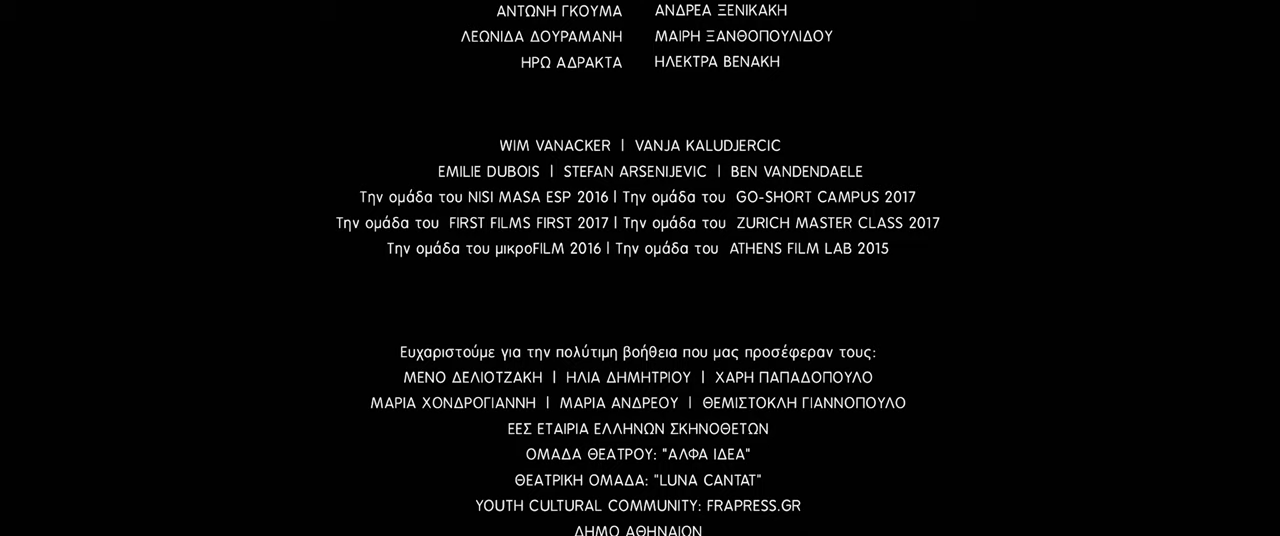 ΑΝΤΩΝΗ ΓΚΟΥΜΑ ΑΝΔΡΕΑ ΞΕΝΙΚΑΚΗ
ΛΕΩΝΙΔΑ ΔΟΥΡΑΜΑΝΗ ΜΑΙΡΗ ΞΑΝΘΟΠΟΥΛΙΔΟΥ
ΗΡΩ ΑΔΡΑΚΤΑ ΗΛΕΚΤΡΑ ΒΕΝΑΚΗ
WIM VANACKER | VANJA KALUDJERCIC
EMILIE DUBOIS | STEFAN ARSENIJEVIC | BEN VANDENDAELE
Την ομάδα του NISI MASA ESP 2016 | Την ομάδα του GO-SHORT CAMPUS 2017
Την ομάδα του FIRST FILMS FIRST 2017 | Την ομάδα του ZURICH MASTER CLASS 2017
Την ομάδα του μικροFILM 2016 | Την ομάδα του ATHENS FILM LAB 2015
Ευχαριστούμε για την πολύτιμη βοήθεια που μας προσέφεραν τους:
ΜΕΝΟ ΔΕΛΙΟΤΖΑΚΗ | ΗΛΙΑ ΔΗΜΗΤΡΙΟΥ | ΧΑΡΗ ΠΑΠΑΔΟΠΟΥΛΟ
ΜΑΡΙΑ ΧΟΝΔΡΟΓΙΑΝΝΗ | ΜΑΡΙΑ ΑΝΔΡΕΟΥ | ΘΕΜΙΣΤΟΚΛΗ ΓΙΑΝΝΟΠΟΥΛΟ
ΕΕΣ ΕΤΑΙΡΙΑ ΕΛΛΗΝΩΝ ΣΚΗΝΟΘΕΤΩΝ
ΟΜΑΔΑ ΘΕΑΤΡΟΥ: "ΑΛΦΑ ΙΔΕΑ"
ΘΕΑΤΡΙΚΗ ΟΜΑΔΑ: "LUNA CANTAT"
YOUTH CULTURAL COMMUNITY: FRAPRESS.GR
ΔΗΜΟ ΑΘΗΝΑΙΩΝ